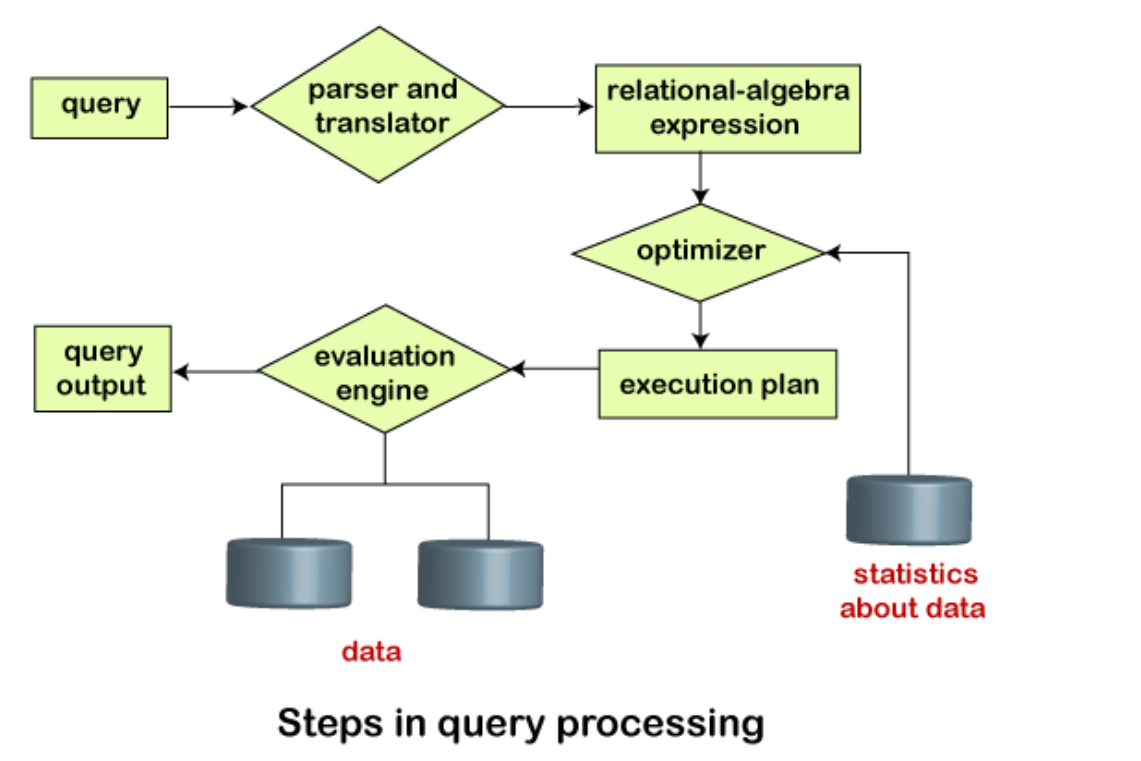 query
parser and
translator
relational-algebra
expression
optimizer
query
output
evaluation
engine
execution plan
statistics
about data
data
Steps in query processing